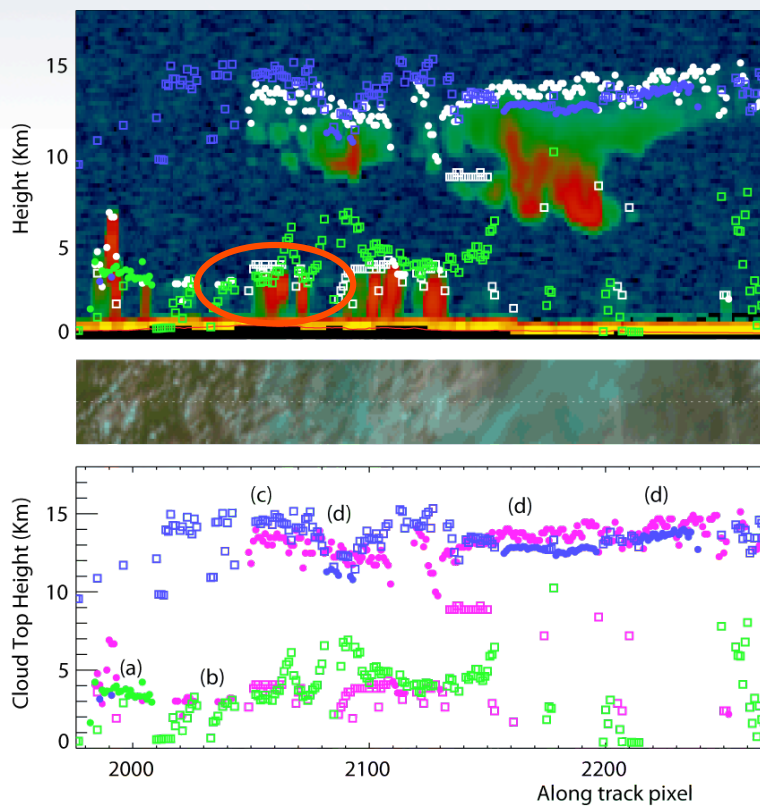 15
10
5
0
Height (Km)
(c)
(d)
(d)
(d)
(a)
(b)
15
10
5
0
Cloud Top Height (Km)
2000
2100
2200
Along track pixel